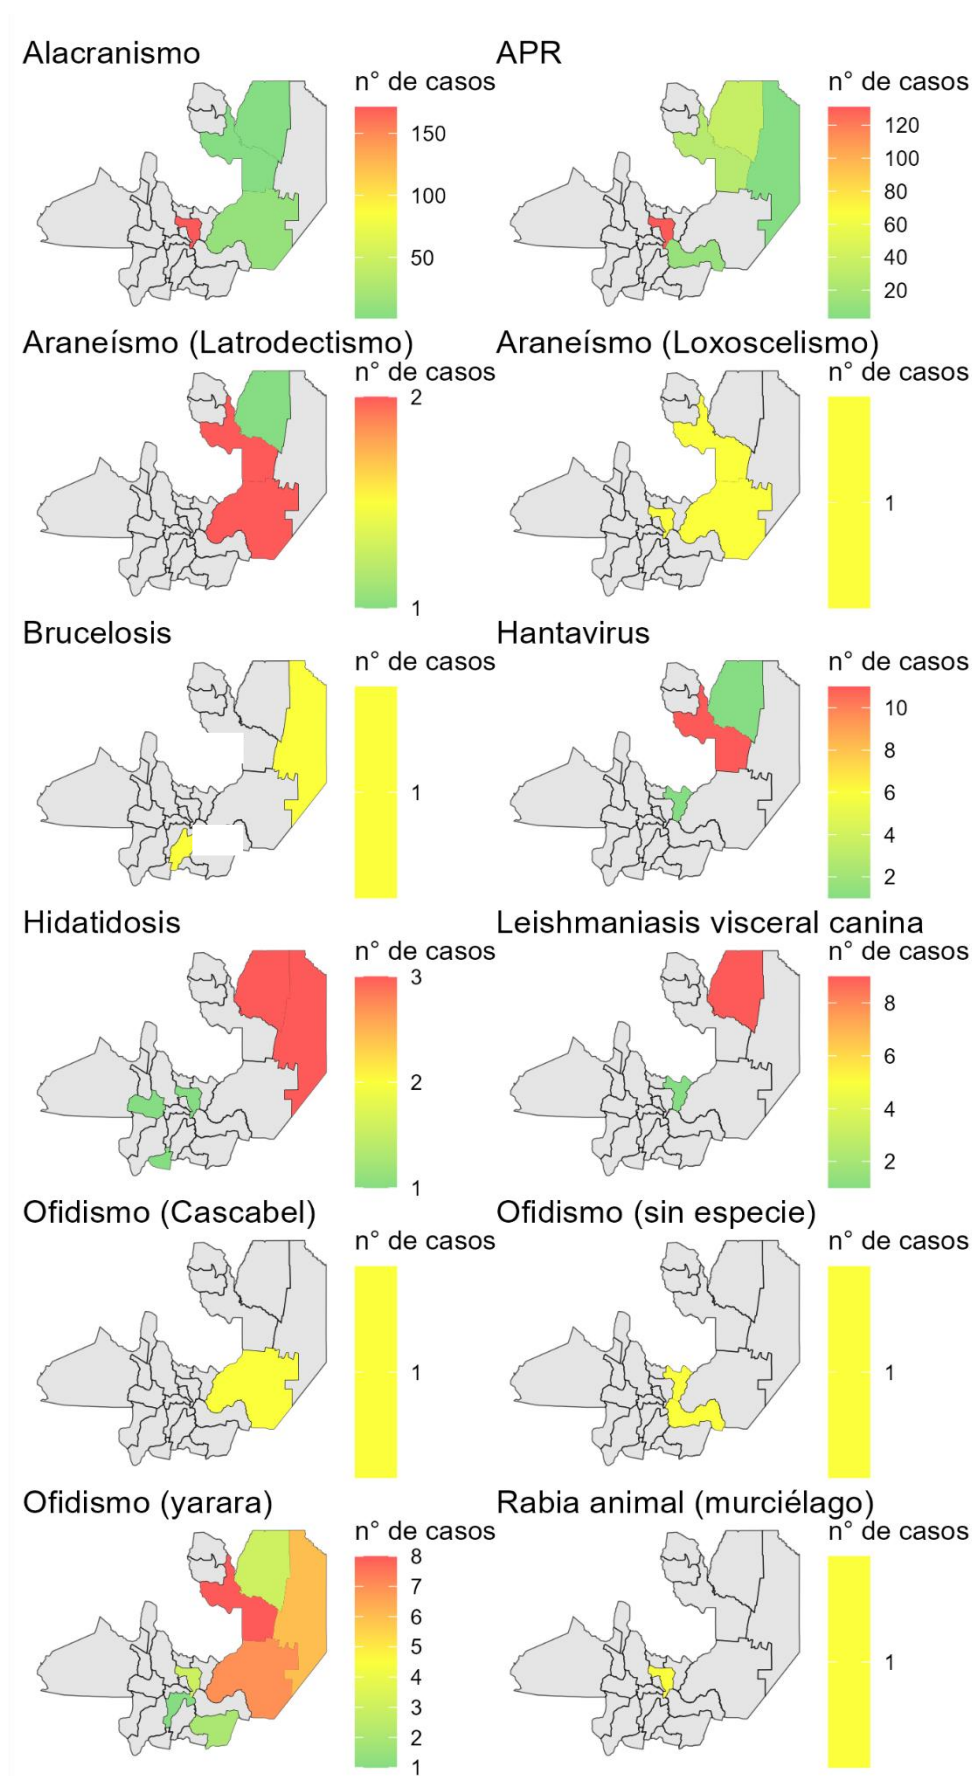 Alacranismo
n° de casos
150
100
50
APR
n° de casos
120
100
80
60
40
20
Araneísmo (Latrodectismo)
n° de casos
2
1
Araneísmo (Loxoscelismo)
n° de casos
1
Brucelosis
n° de casos
1
Hantavirus
n° de casos
10
8
6
4
2
Hidatidosis
n° de casos
3
2
1
Leishmaniasis visceral canina
n° de casos
8
6
4
2
Ofidismo (Cascabel)
n° de casos
1
Ofidismo (sin especie)
n° de casos
1
Ofidismo (yarara)
n° de casos
8
7
6
5
4
3
2
1
Rabia animal (murciélago)
n° de casos
1